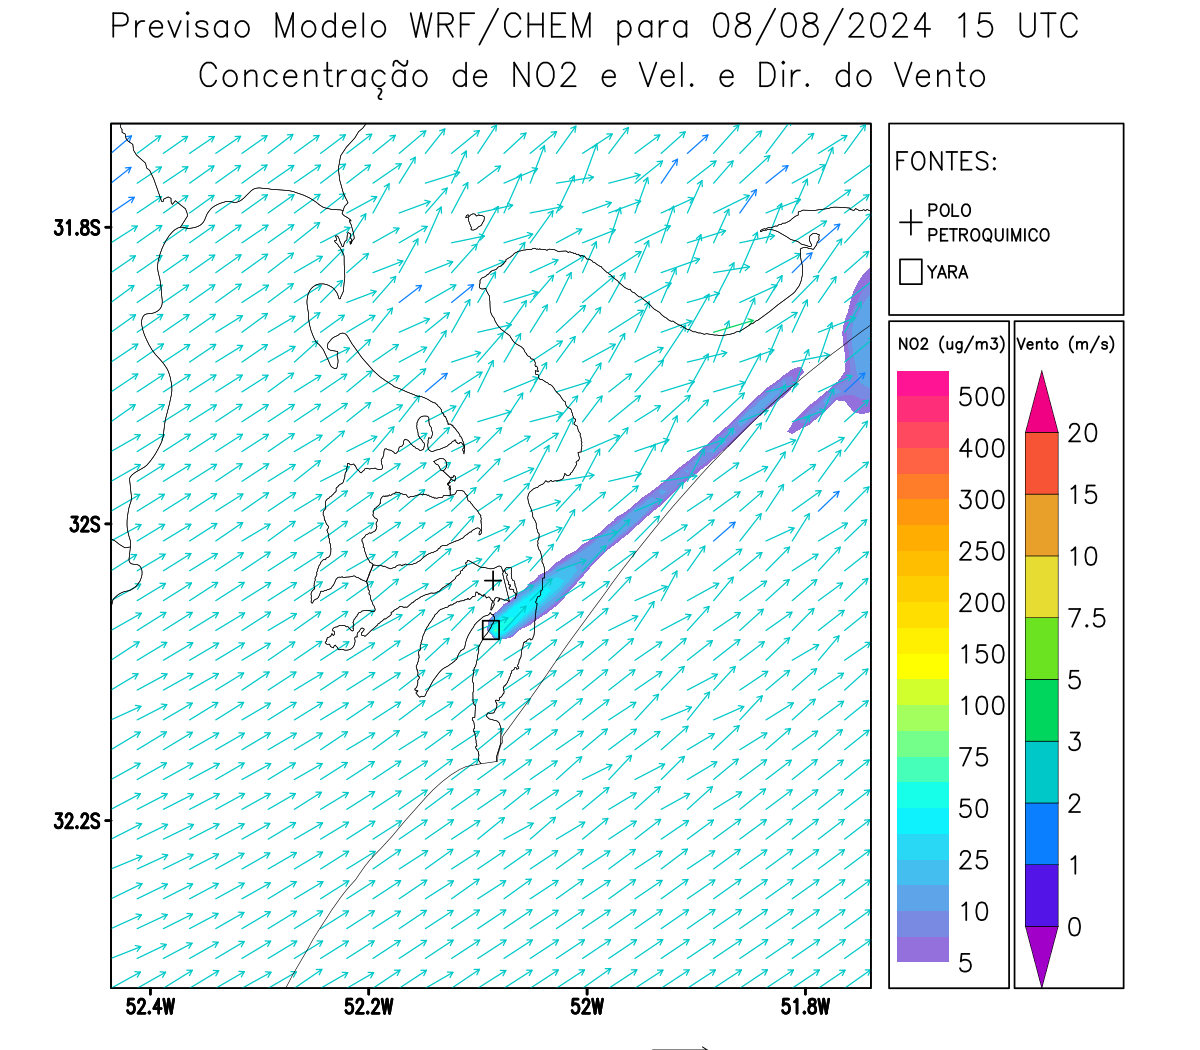 Previsao Modelo WRF/CHEM para 08/08/2024 15 UTC
Concentração de NO2 e Vel. e Dir. do Vento
FONTES:
POLO
PETROQUIMICO
YARA
NO2 (ug/m3)
500
400
300
250
200
150
100
75
50
25
10
5
Vento (m/s)
20
15
10
7.5
5
3
2
1
0
31.8S
32S
32.2S
52.4W
52.2W
52W
51.8W